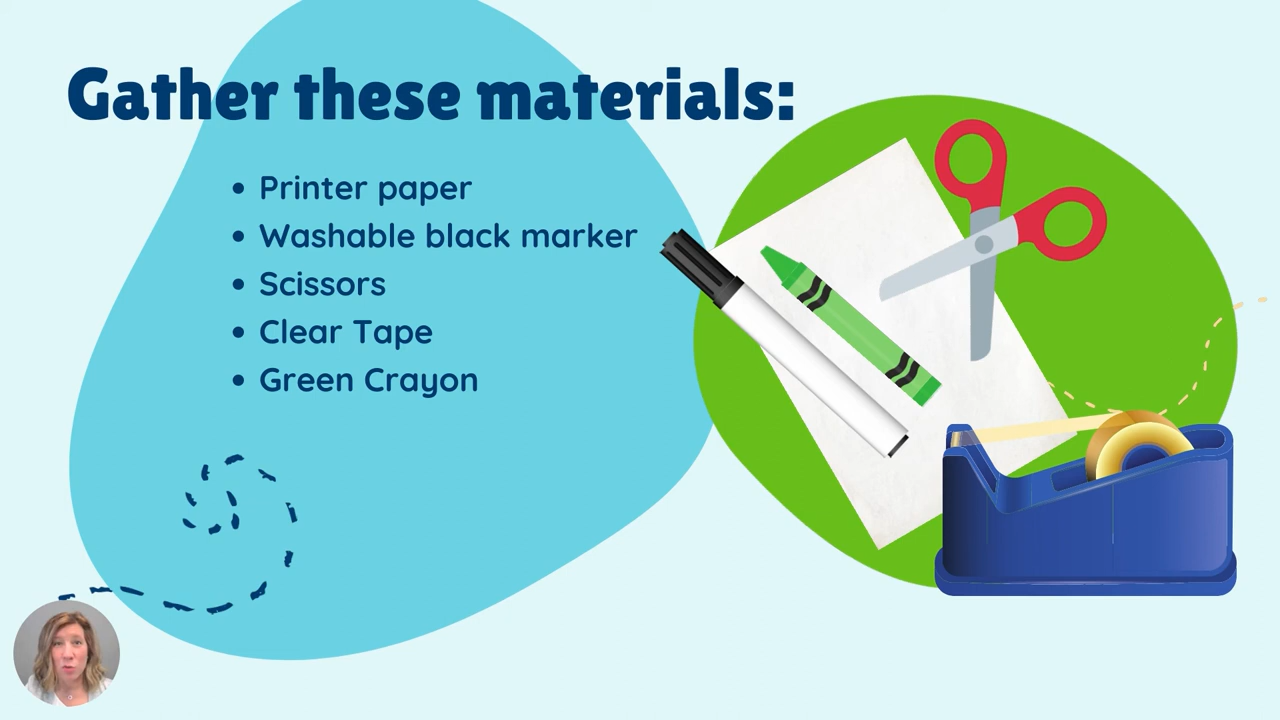 Gather these materials:
Printer paper
Washable black marker
Scissors
Clear Tape
Green Crayon